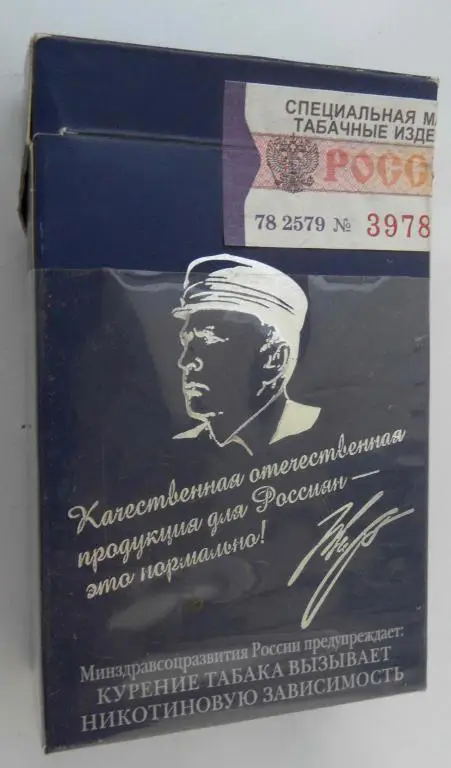 СПЕЦИАЛЬНАЯ МА
ТАБАЧНЫЕ ИЗДЕ
РОСС
78 2579 № 3978
Качественная отечественная
продукция для Россиян –
это нормально!
Минздравсоцразвития России предупреждает:
КУРЕНИЕ ТАБАКА ВЫЗЫВАЕТ
НИКОТИНОВУЮ ЗАВИСИМОСТЬ